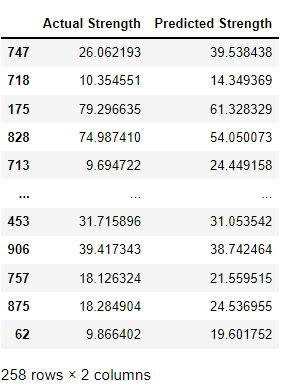 Actual Strength Predicted Strength
747 26.062193 39.538438
718 10.354551 14.349369
175 79.296635 61.328329
828 74.987410 54.050073
713 9.694722 24.449158
... ... ...
453 31.715896 31.053542
906 39.417343 38.742464
757 18.126324 21.559515
875 18.284904 24.536955
62 9.866402 19.601752
258 rows × 2 columns